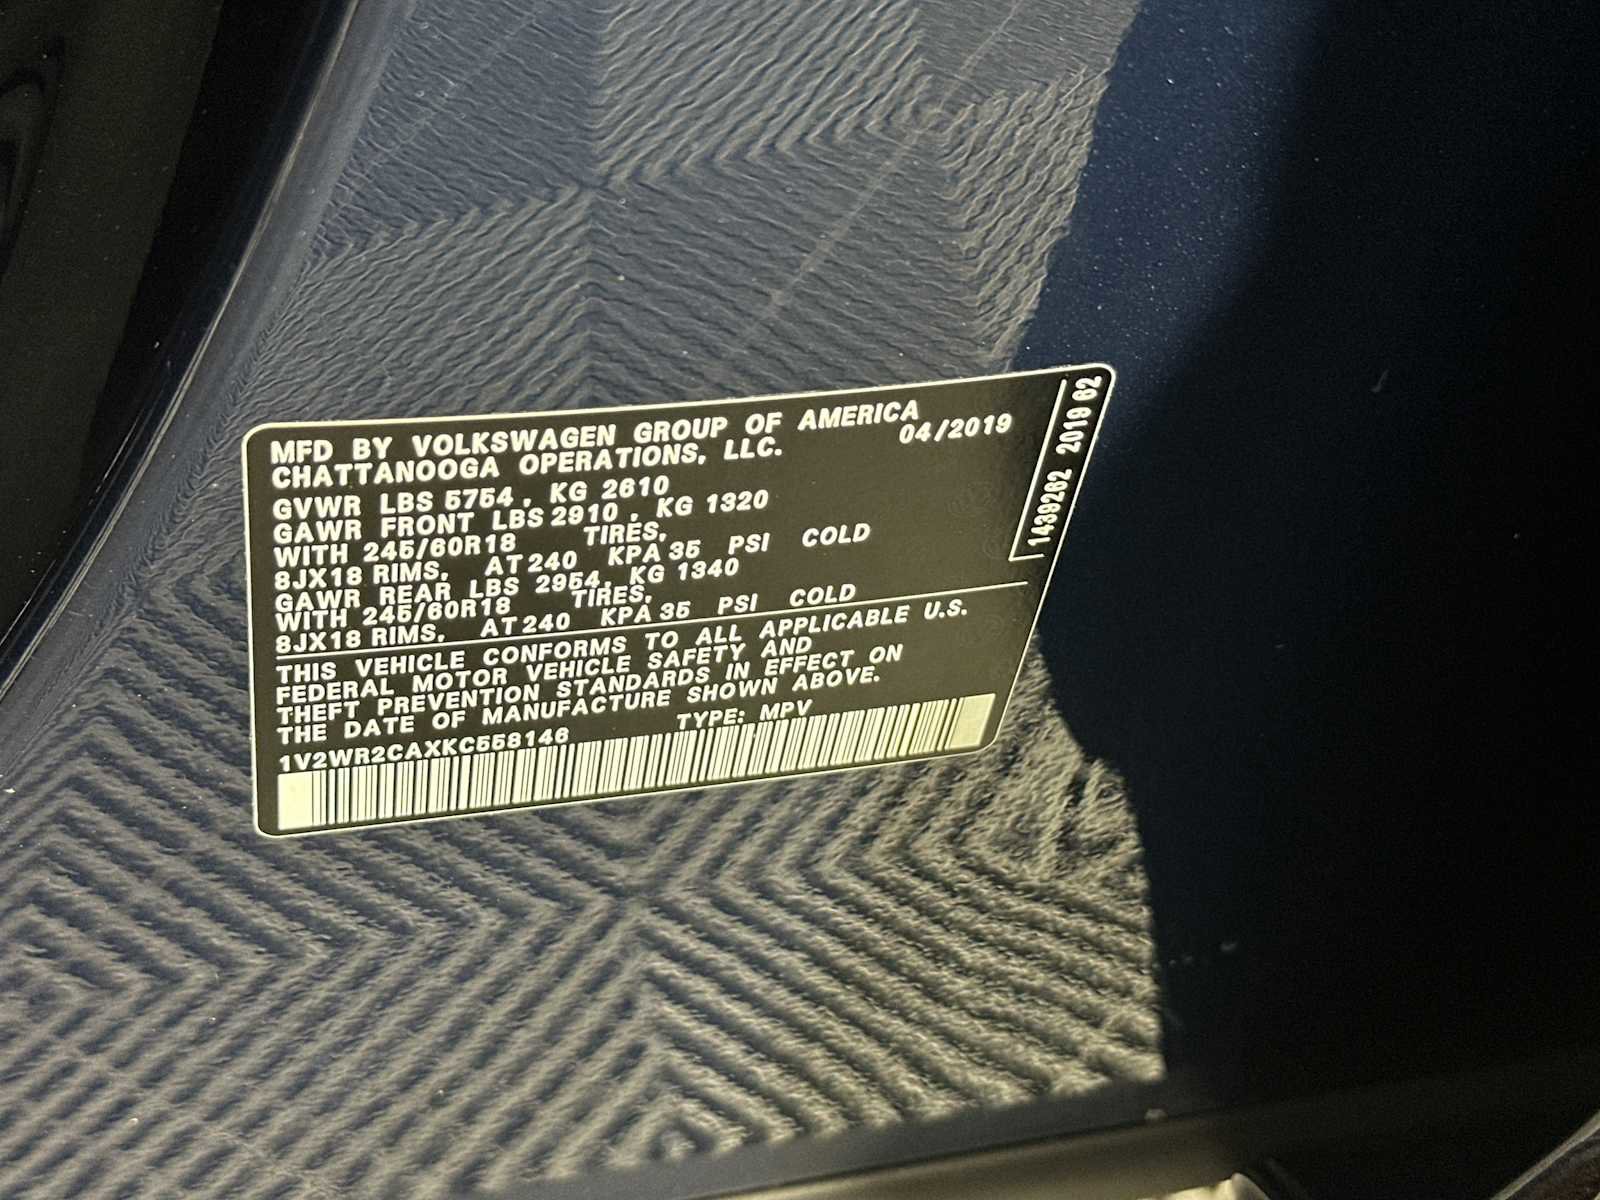 MFD BY VOLKSWAGEN GROUP OF AMERICA
CHATTANOOGA OPERATIONS, LLC. 04/2019
GVWR LBS 5754, KG 2610
GAWR FRONT LBS 2910, KG 1320
WITH 245/60R18 TIRES,
8JX18 RIMS, AT 240 KPA 35 PSI COLD
GAWR REAR LBS 2954, KG 1340
WITH 245/60R18 TIRES,
8JX18 RIMS, AT 240 KPA 35 PSI COLD
THIS VEHICLE CONFORMS TO ALL APPLICABLE U.S.
FEDERAL MOTOR VEHICLE SAFETY AND
THEFT PREVENTION STANDARDS IN EFFECT ON
THE DATE OF MANUFACTURE SHOWN ABOVE.
1V2WR2CAXKC558146 TYPE: MPV
1439262 2019 62